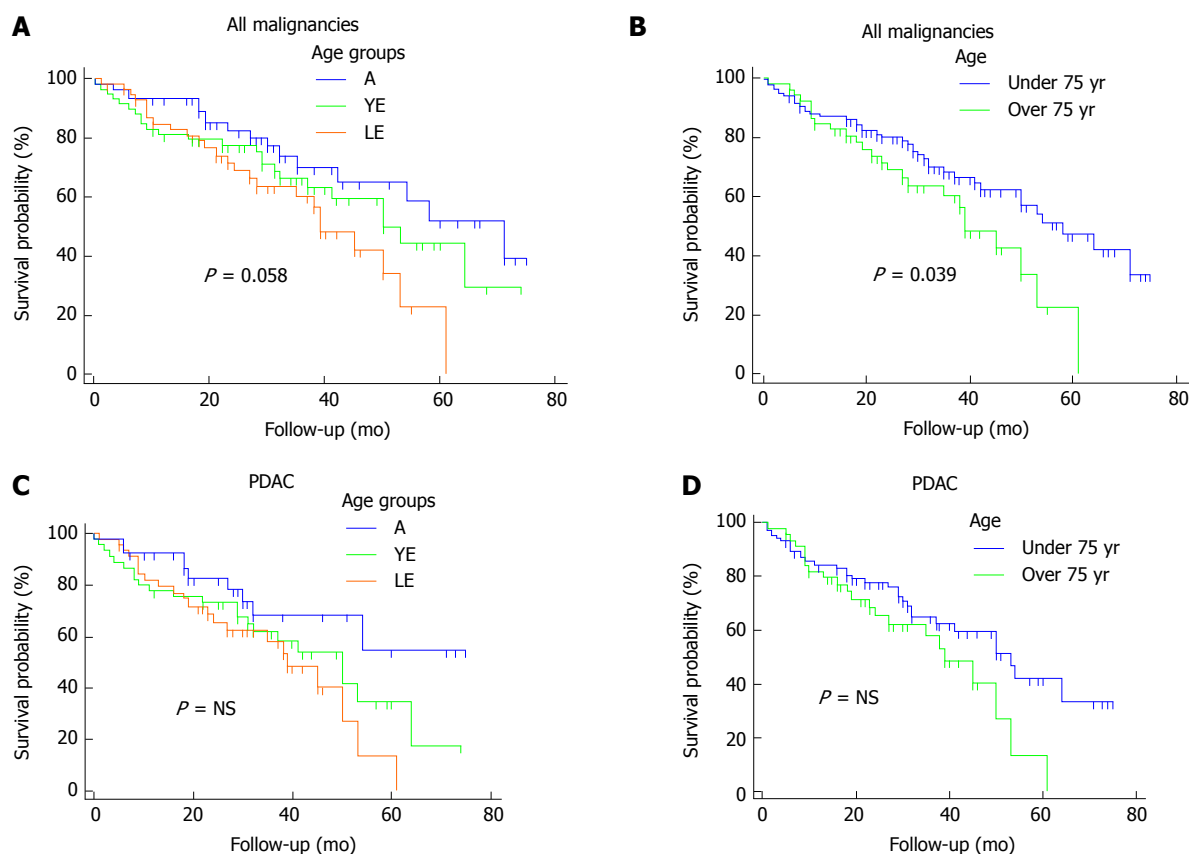 A
All malignancies
Age groups
A
YE
LE
Survival probability (%)
100
80
60
40
20
0
P = 0.058
0 20 40 60 80
Follow-up (mo)
B
All malignancies
Age
Under 75 yr
Over 75 yr
Survival probability (%)
100
80
60
40
20
0
P = 0.039
0 20 40 60 80
Follow-up (mo)
C
PDAC
Age groups
A
YE
LE
Survival probability (%)
100
80
60
40
20
0
P = NS
0 20 40 60 80
Follow-up (mo)
D
PDAC
Age
Under 75 yr
Over 75 yr
Survival probability (%)
100
80
60
40
20
0
P = NS
0 20 40 60 80
Follow-up (mo)